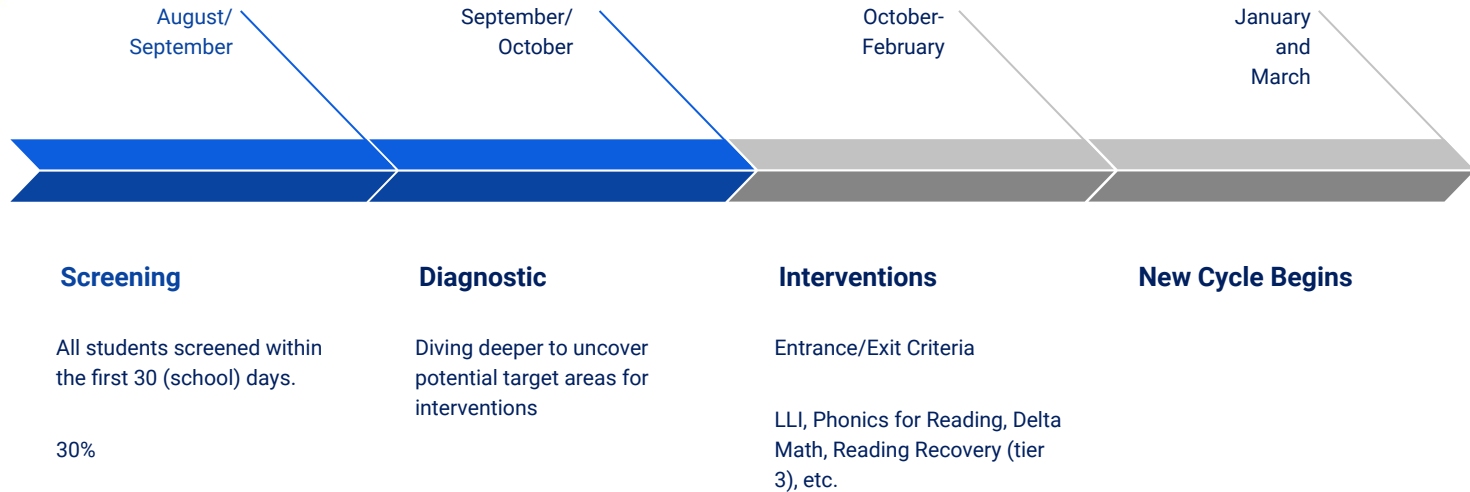 August/
September
September/
October
October-
February
January
and
March
Screening
Diagnostic
Interventions
New Cycle Begins
All students screened within
the first 30 (school) days.
30%
Diving deeper to uncover
potential target areas for
interventions
Entrance/Exit Criteria
LLI, Phonics for Reading, Delta
Math, Reading Recovery (tier
3), etc.